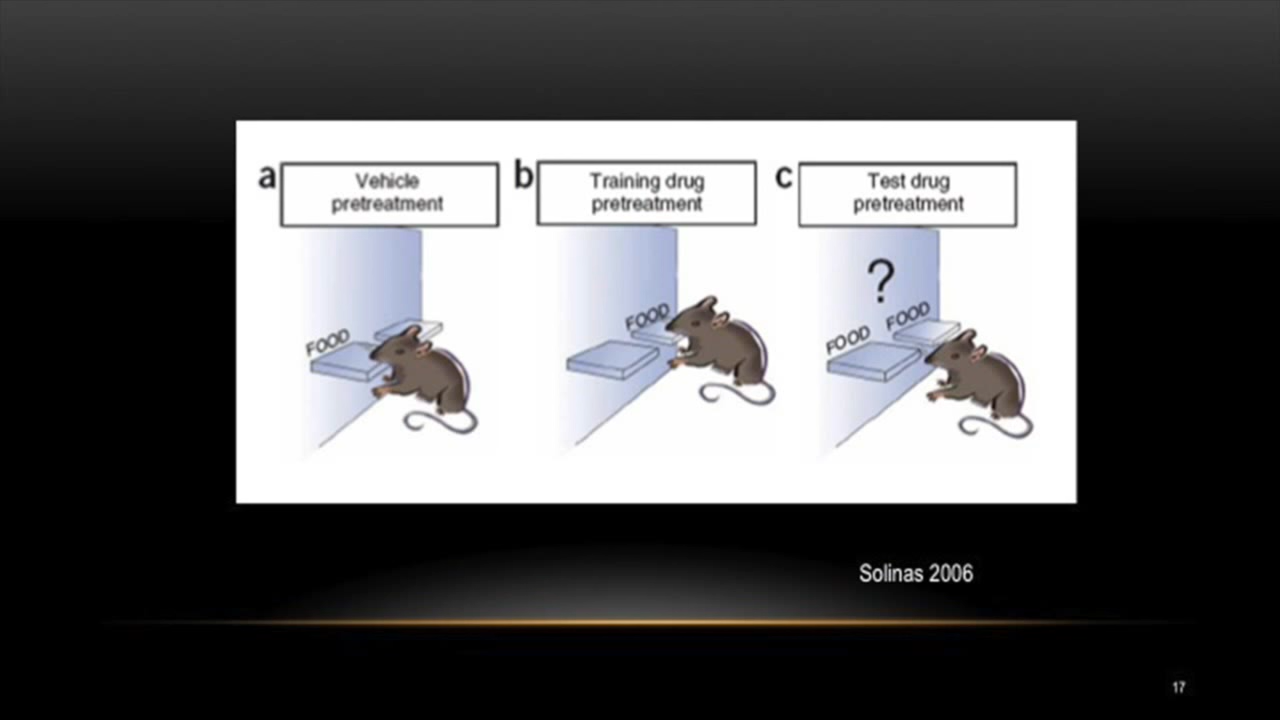 a
Vehicle
pretreatment
FOOD
b
Training drug
pretreatment
FOOD
c
Test drug
pretreatment
?
FOOD
FOOD
Solinas 2006
17